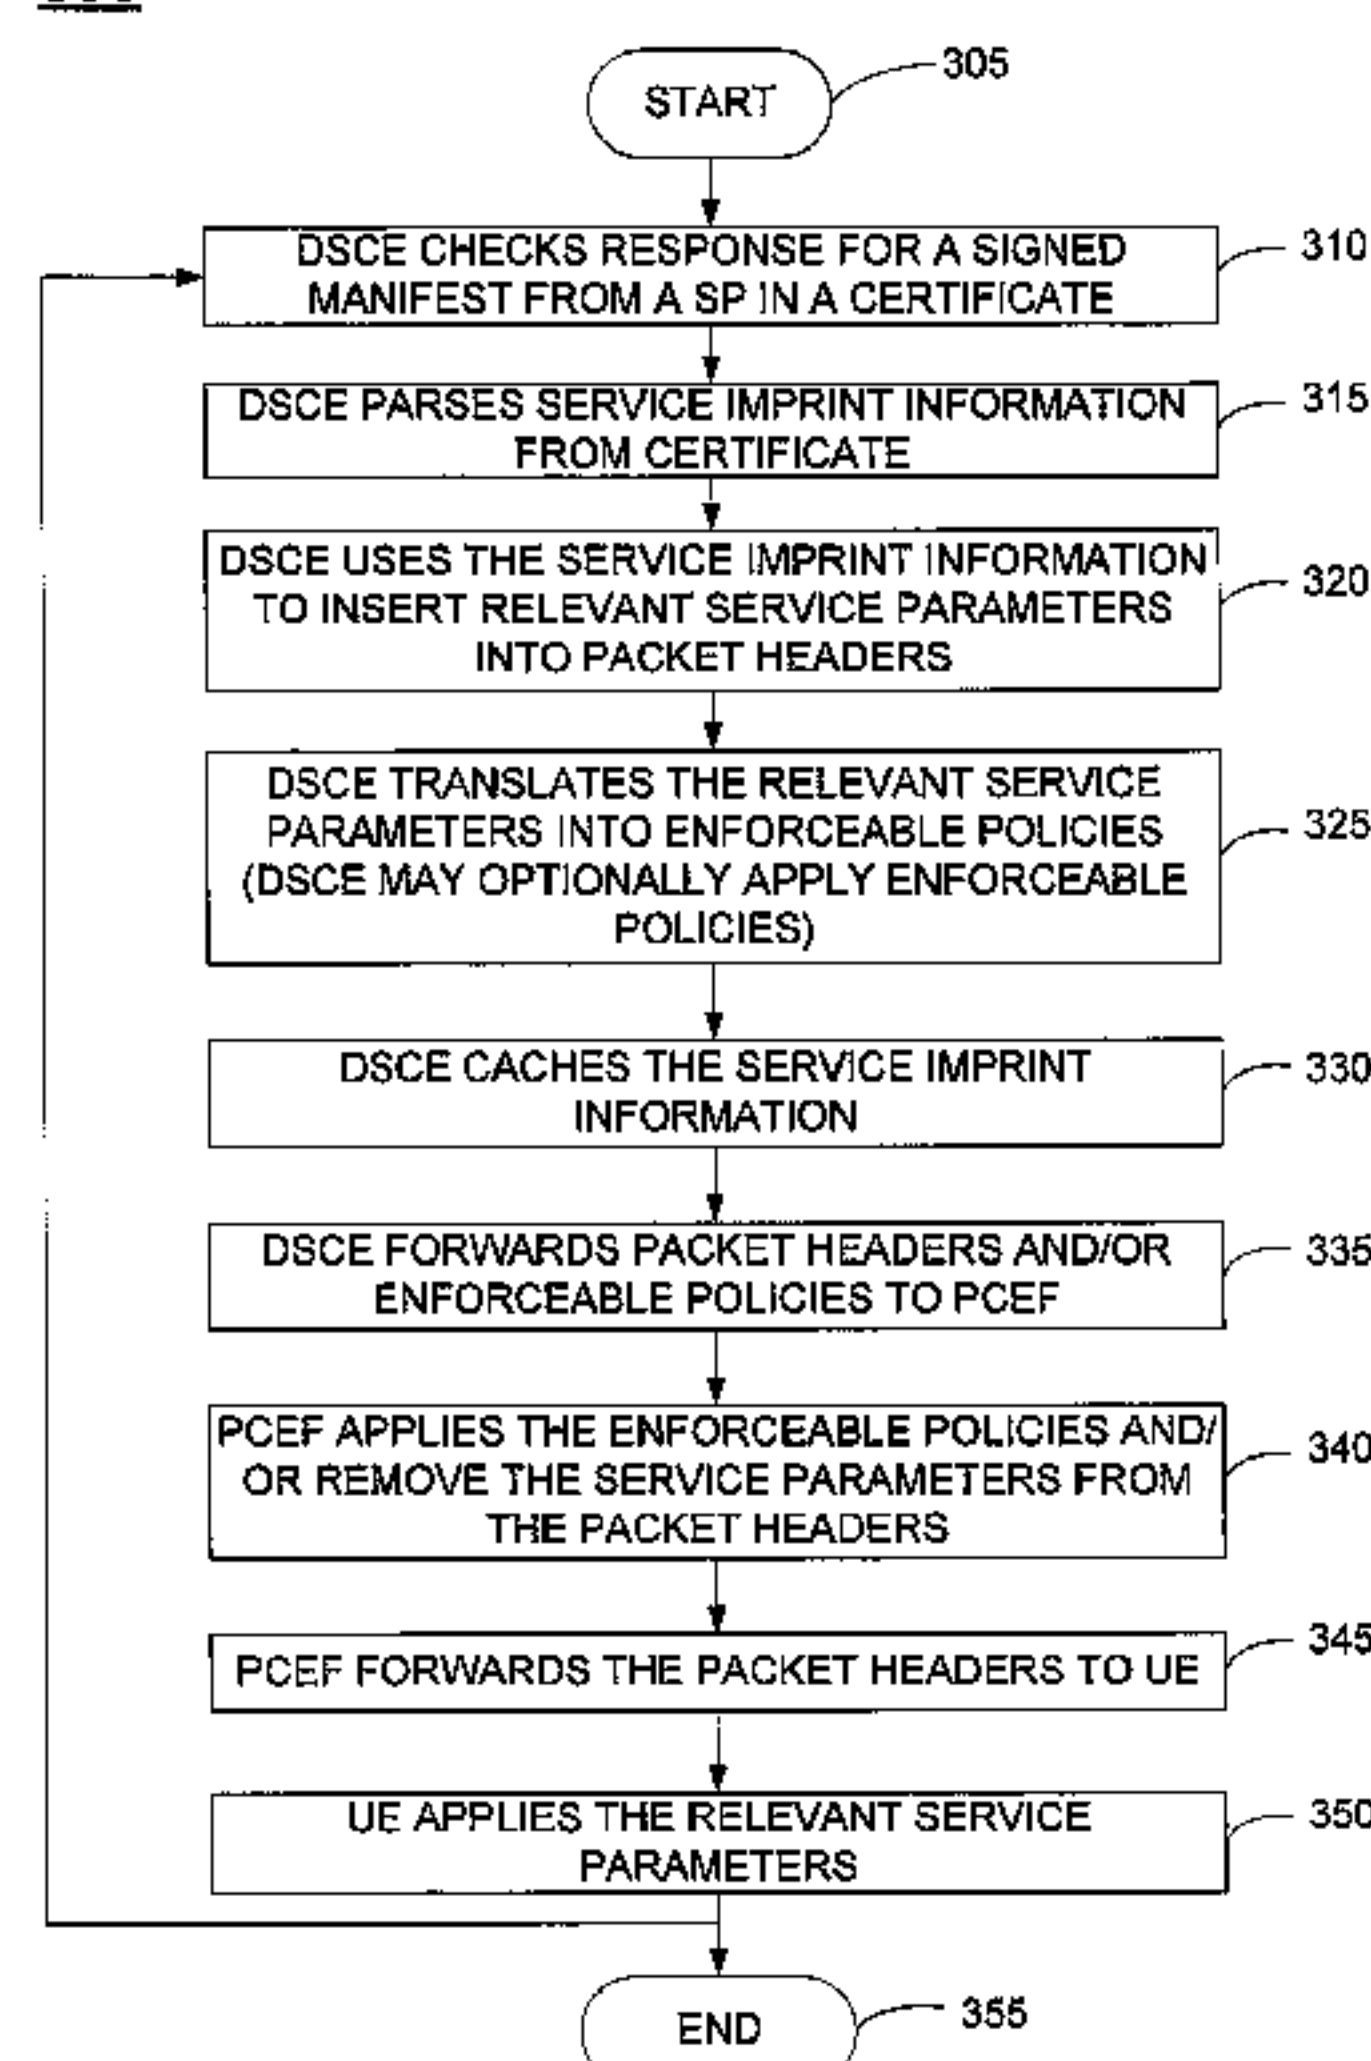 START
305
DSCE CHECKS RESPONSE FOR A SIGNED
MANIFEST FROM A SP IN A CERTIFICATE
310
DSCE PARSES SERVICE IMPRINT INFORMATION
FROM CERTIFICATE
315
DSCE USES THE SERVICE IMPRINT INFORMATION
TO INSERT RELEVANT SERVICE PARAMETERS
INTO PACKET HEADERS
320
DSCE TRANSLATES THE RELEVANT SERVICE
PARAMETERS INTO ENFORCEABLE POLICIES
(DSCE MAY OPTIONALLY APPLY ENFORCEABLE
POLICIES)
325
DSCE CACHES THE SERVICE IMPRINT
INFORMATION
330
DSCE FORWARDS PACKET HEADERS AND/OR
ENFORCEABLE POLICIES TO PCEF
335
PCEF APPLIES THE ENFORCEABLE POLICIES AND/
OR REMOVE THE SERVICE PARAMETERS FROM
THE PACKET HEADERS
340
PCEF FORWARDS THE PACKET HEADERS TO UE
345
UE APPLIES THE RELEVANT SERVICE
PARAMETERS
350
END
355